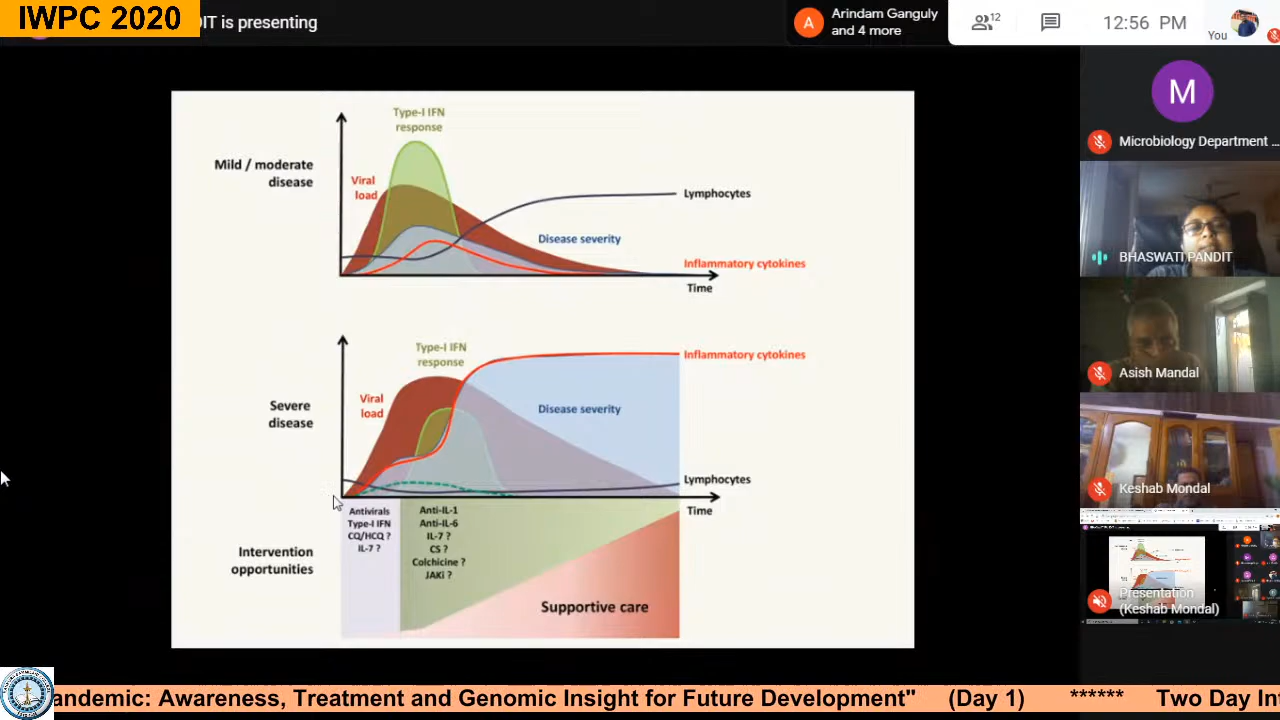 IWPC 2020
DIT is presenting
A
Arindam Ganguly
and 4 more
12
12:56 PM
You
M
Microbiology Department ...
BHASWATI PANDIT
Asish Mandal
Keshab Mondal
Presentation
(Keshab Mondal)
Type-I IFN
response
Mild / moderate
disease
Viral
load
Lymphocytes
Disease severity
Inflammatory cytokines
Time
Type-I IFN
response
Inflammatory cytokines
Viral
load
Severe
disease
Disease severity
Lymphocytes
Time
Intervention
opportunities
Antivirals
Type-I IFN
CQ/HCQ ?
IL-7 ?
Anti-IL-1
Anti-IL-6
IL-7 ?
CS ?
Colchicine ?
JAKi ?
Supportive care
andemic: Awareness, Treatment and Genomic Insight for Future Development" (Day 1) ****** Two Day In